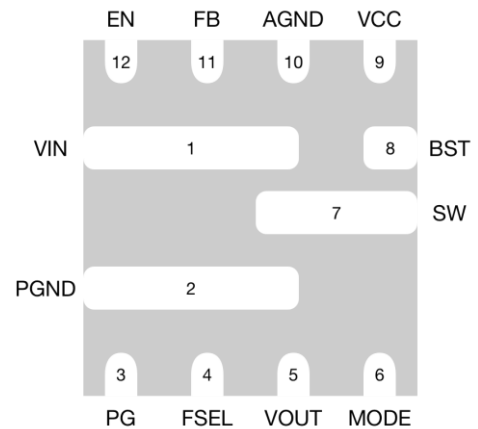 EN FB AGND VCC
12 11 10 9
VIN 1 8 BST
7 SW
PGND 2
3 4 5 6
PG FSEL VOUT MODE